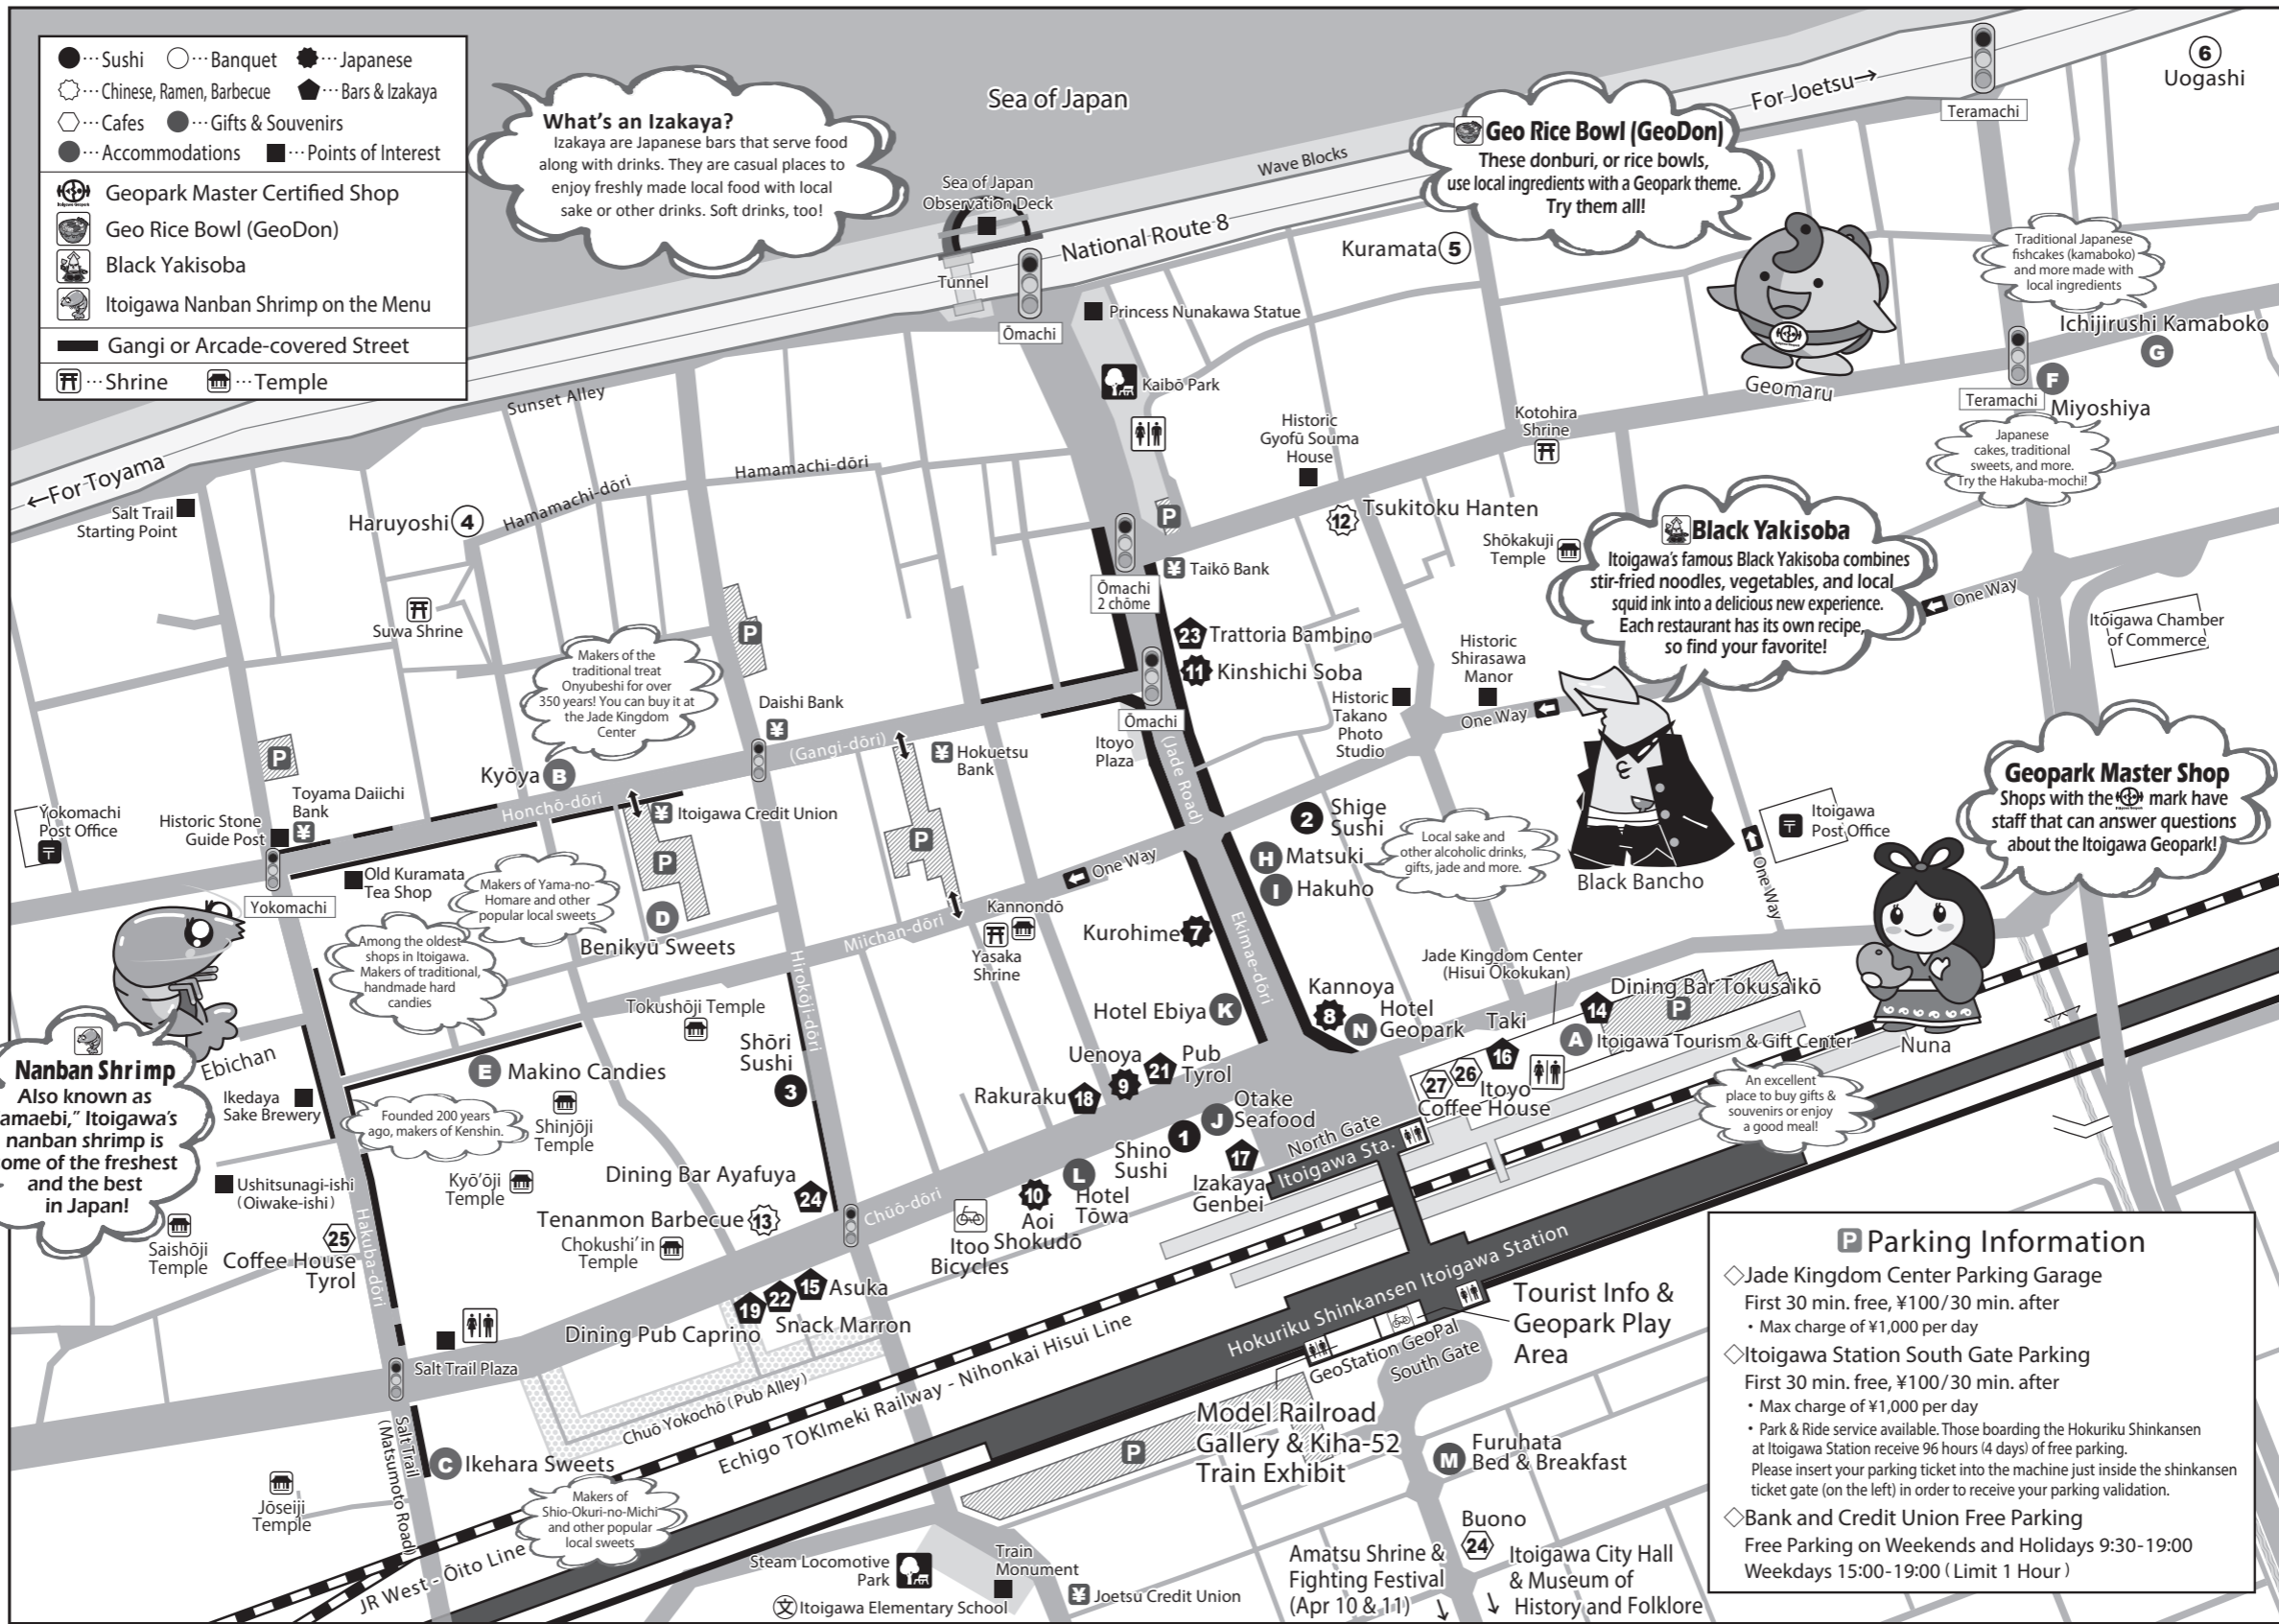 …Sushi
…Banquet
…Japanese
…Chinese, Ramen, Barbecue
…Bars & Izakaya
…Cafes
…Gifts & Souvenirs
…Accommodations
…Points of Interest
Geopark Master Certified Shop
Geo Rice Bowl (GeoDon)
Black Yakisoba
Itoigawa Nanban Shrimp on the Menu
Gangi or Arcade-covered Street
…Shrine
…Temple
What's an Izakaya?
Izakaya are Japanese bars that serve food
along with drinks. They are casual places to
enjoy freshly made local food with local
sake or other drinks. Soft drinks, too!
Sea of Japan
Sea of Japan
Observation Deck
Wave Blocks
Tunnel
National Route 8
Ōmachi
For Joetsu→
Teramachi
6
Uogashi
Geo Rice Bowl (GeoDon)
These donburi, or rice bowls,
use local ingredients with a Geopark theme.
Try them all!
Kuramata 5
Geomaru
Traditional Japanese
fishcakes (kamaboko)
and more made with
local ingredients
Ichijirushi Kamaboko
G
F
Teramachi
Miyoshiya
Japanese
cakes, traditional
sweets, and more.
Try the Hakuba-mochi!
Princess Nunakawa Statue
Kaibō Park
Historic
Gyofū Souma
House
Kotohira
Shrine
Sunset Alley
←For Toyama
Salt Trail
Starting Point
Haruyoshi 4
Hamamachi-dōri
Hamamachi-dōri
Suwa Shrine
P
P
12 Tsukitoku Hanten
Shōkakuji
Temple
¥ Taikō Bank
Ōmachi
2 chōme
23 Trattoria Bambino
11 Kinshichi Soba
Ōmachi
Itoyo
Plaza
(Jade Road)
Historic
Takano
Photo
Studio
Historic
Shirasawa
Manor
One Way
One Way
Black Yakisoba
Itoigawa's famous Black Yakisoba combines
stir-fried noodles, vegetables, and local
squid ink into a delicious new experience.
Each restaurant has its own recipe,
so find your favorite!
Black Bancho
Itoigawa Chamber
of Commerce
Geopark Master Shop
Shops with the mark have
staff that can answer questions
about the Itoigawa Geopark!
Nuna
〒 Itoigawa
Post Office
One Way
Makers of the
traditional treat
Onyubeshi for over
350 years! You can buy it at
the Jade Kingdom
Center
Kyōya B
Daishi Bank
¥
(Gangi-dōri)
¥ Hokuetsu
Bank
P
Yokomachi
Post Office
〒
P
Toyama Daiichi
Bank
¥
Historic Stone
Guide Post
Honchō-dōri
¥ Itoigawa Credit Union
P
Old Kuramata
Tea Shop
Yokomachi
Makers of Yama-no-
Homare and other
popular local sweets
D
Benikyū Sweets
Among the oldest
shops in Itoigawa.
Makers of traditional,
handmade hard
candies
Miichan-dōri
One Way
Kannondō
Yasaka
Shrine
2 Shige
Sushi
H Matsuki
I Hakuho
Local sake and
other alcoholic drinks,
gifts, jade and more.
Kurohime 7
Ekimae-dōri
Hotel Ebiya K
Kannoya
8
N Hotel
Geopark
Jade Kingdom Center
(Hisui Ōkokukan)
Taki
16
14
Dining Bar Tokusaikō
P
A Itoigawa Tourism & Gift Center
An excellent
place to buy gifts &
souvenirs or enjoy
a good meal!
27
26
Itoyo
Coffee House
Ebichan
Nanban Shrimp
Also known as
amaebi," Itoigawa's
nanban shrimp is
ome of the freshest
and the best
in Japan!
Ikedaya
Sake Brewery
E Makino Candies
Founded 200 years
ago, makers of Kenshin.
Shinjōji
Temple
Tokushōji Temple
Hirokōji-dōri
Shōri
Sushi
3
Uenoya
9
21 Pub
Tyrol
Rakuraku 18
J Otake
Seafood
Shino
Sushi
1
17
Izakaya
Genbei
North Gate
Itoigawa Sta.
Ushitsunagi-ishi
(Oiwake-ishi)
Saishōji
Temple
Kyō'ōji
Temple
Hakuba-dōri
25
Coffee House
Tyrol
Dining Bar Ayafuya
24
Tenanmon Barbecue 13
Chokushi'in
Temple
Chūō-dōri
Itoo
Bicycles
10
Aoi
Shokudō
L
Hotel
Tōwa
15 Asuka
22
Snack Marron
19
Dining Pub Caprino
Salt Trail Plaza
Chuō Yokochō (Pub Alley)
Echigo TOKImeki Railway - Nihonkai Hisui Line
Hokuriku Shinkansen Itoigawa Station
GeoStation GeoPal
South Gate
Tourist Info &
Geopark Play
Area
Model Railroad
Gallery & Kiha-52
Train Exhibit
P
Salt Trail
(Matsumoto Road)
C Ikehara Sweets
Makers of
Shio-Okuri-no-Michi
and other popular
local sweets
Jōseiji
Temple
JR West - Ōito Line
Steam Locomotive
Park
Train
Monument
文 Itoigawa Elementary School
¥ Joetsu Credit Union
M Furuhata
Bed & Breakfast
Buono
24
Amatsu Shrine &
Fighting Festival
(Apr 10 & 11) ↓
↓ Itoigawa City Hall
& Museum of
History and Folklore
P Parking Information
◇Jade Kingdom Center Parking Garage
First 30 min. free, ¥100/30 min. after
・Max charge of ¥1,000 per day
◇Itoigawa Station South Gate Parking
First 30 min. free, ¥100/30 min. after
・Max charge of ¥1,000 per day
・Park & Ride service available. Those boarding the Hokuriku Shinkansen
at Itoigawa Station receive 96 hours (4 days) of free parking.
Please insert your parking ticket into the machine just inside the shinkansen
ticket gate (on the left) in order to receive your parking validation.
◇Bank and Credit Union Free Parking
Free Parking on Weekends and Holidays 9:30-19:00
Weekdays 15:00-19:00 ( Limit 1 Hour )